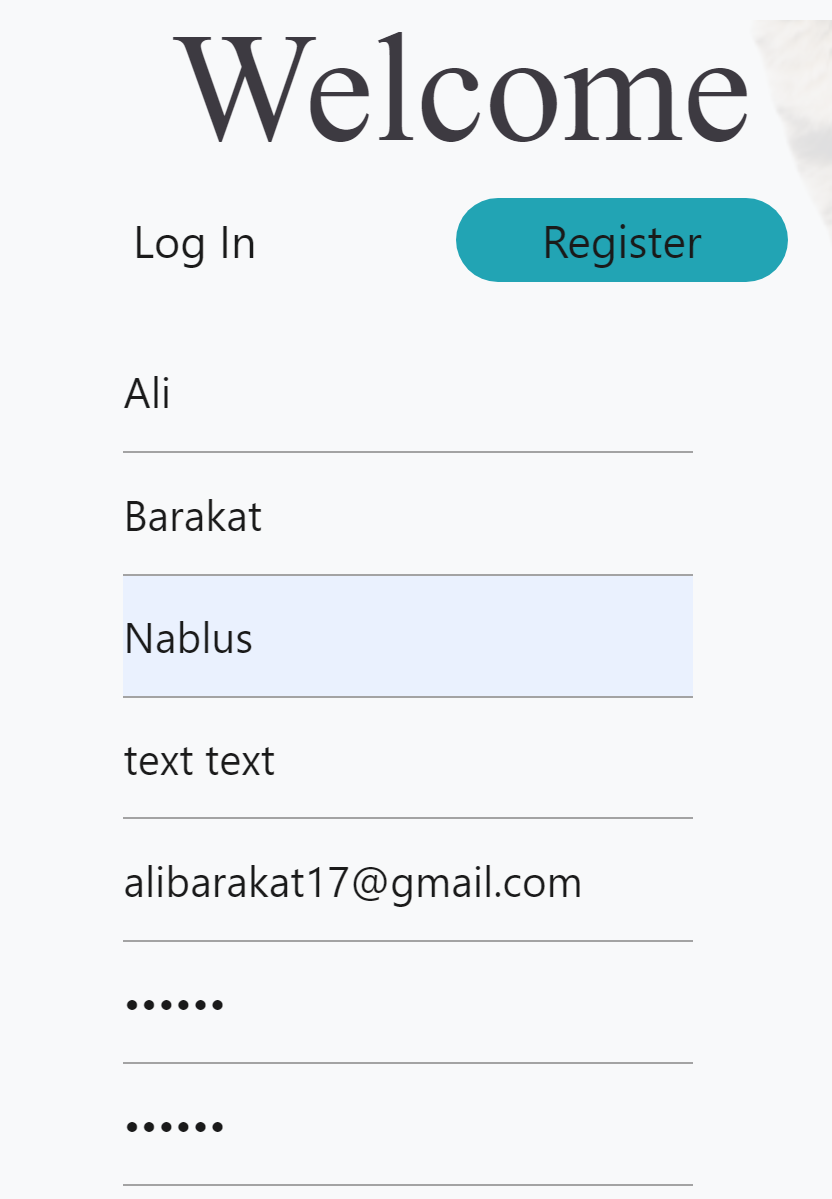 Welcome
Log In Register
Ali
Barakat
Nablus
text text
alibarakat17@gmail.com
••••••
••••••